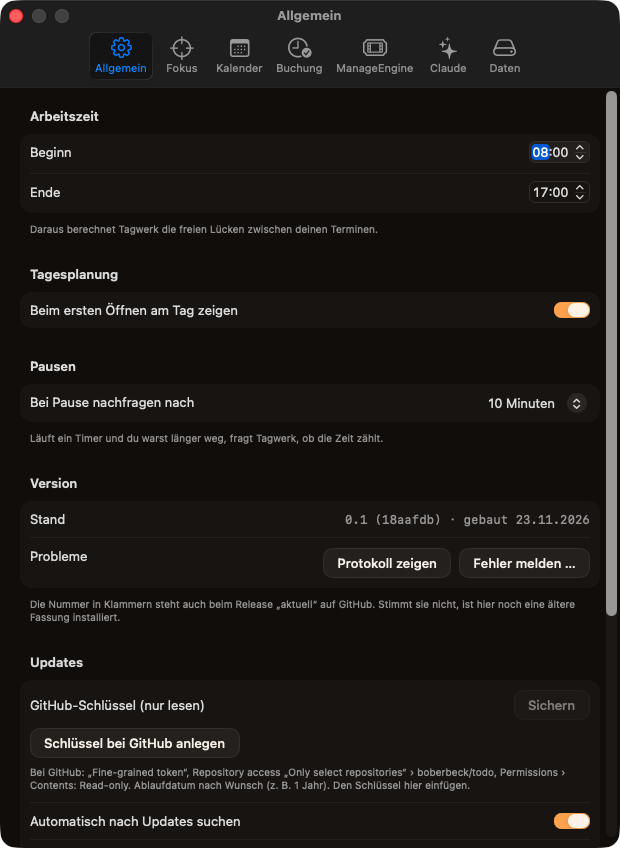 Allgemein
Allgemein Fokus Kalender Buchung ManageEngine Claude Daten
Arbeitszeit
Beginn 08:00
Ende 17:00
Daraus berechnet Tagwerk die freien Lücken zwischen deinen Terminen.
Tagesplanung
Beim ersten Öffnen am Tag zeigen
Pausen
Bei Pause nachfragen nach 10 Minuten
Läuft ein Timer und du warst länger weg, fragt Tagwerk, ob die Zeit zählt.
Version
Stand 0.1 (18aafdb) · gebaut 23.11.2026
Probleme Protokoll zeigen Fehler melden ...
Die Nummer in Klammern steht auch beim Release „aktuell“ auf GitHub. Stimmt sie nicht, ist hier noch eine ältere
Fassung installiert.
Updates
GitHub-Schlüssel (nur lesen) Sichern
Schlüssel bei GitHub anlegen
Bei GitHub: „Fine-grained token“, Repository access „Only select repositories“ › boberbeck/todo, Permissions ›
Contents: Read-only. Ablaufdatum nach Wunsch (z. B. 1 Jahr). Den Schlüssel hier einfügen.
Automatisch nach Updates suchen